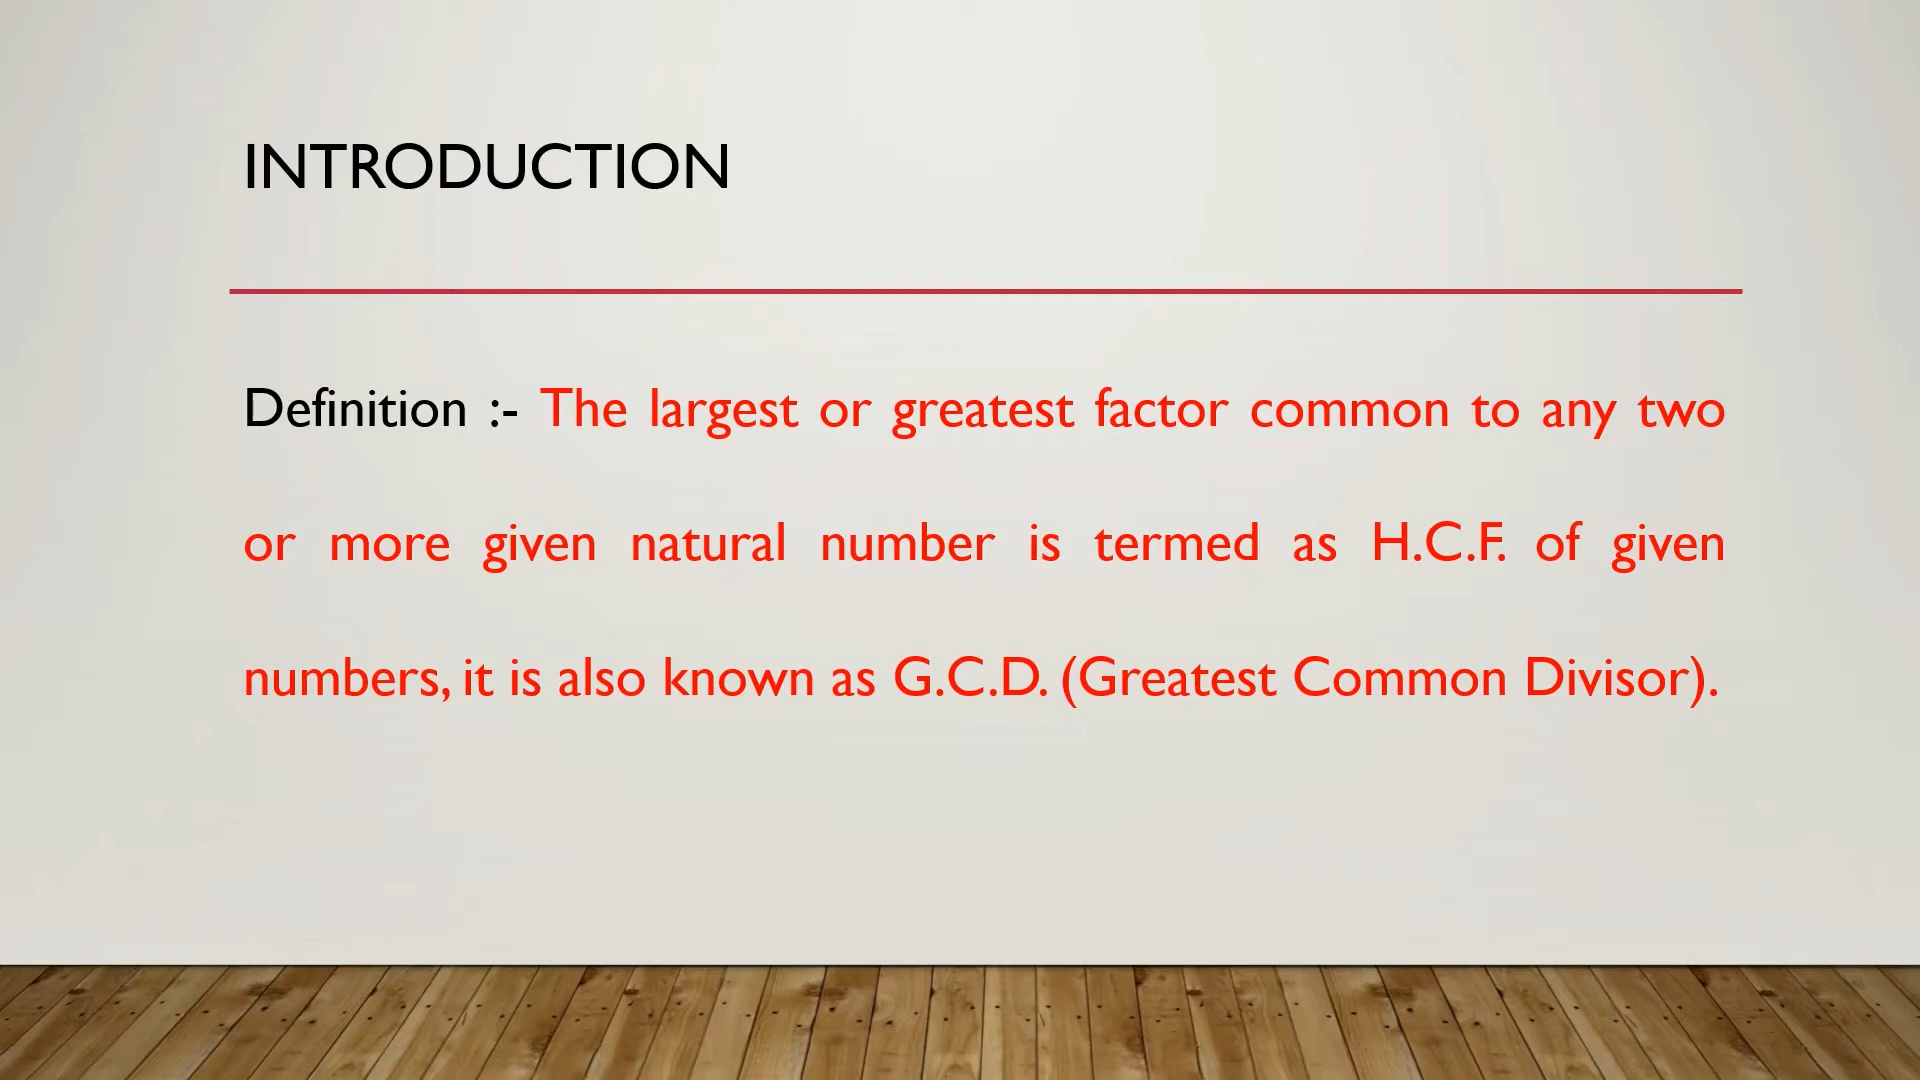 INTRODUCTION
Definition :- The largest or greatest factor common to any two
or more given natural number is termed as H.C.F. of given
numbers, it is also known as G.C.D. (Greatest Common Divisor).